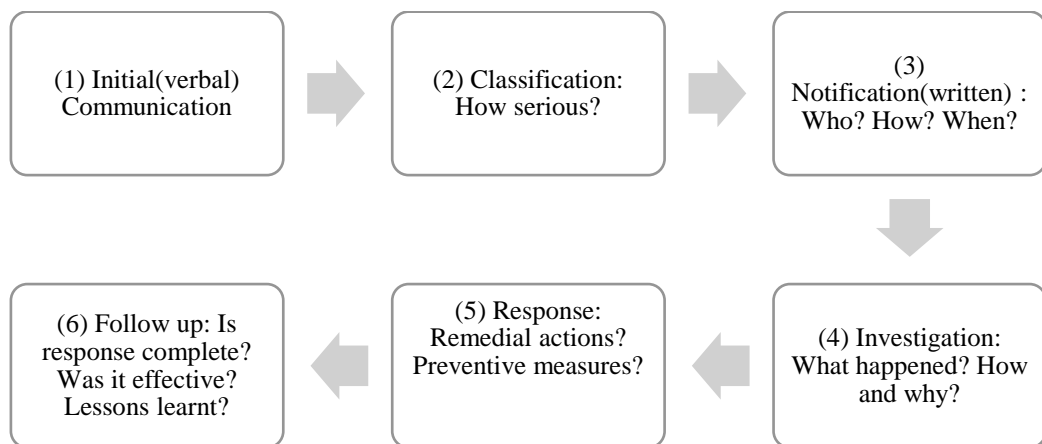 (1) Initial(verbal)
Communication
(2) Classification:
How serious?
(3)
Notification(written) :
Who? How? When?
(4) Investigation:
What happened? How
and why?
(5) Response:
Remedial actions?
Preventive measures?
(6) Follow up: Is
response complete?
Was it effective?
Lessons learnt?